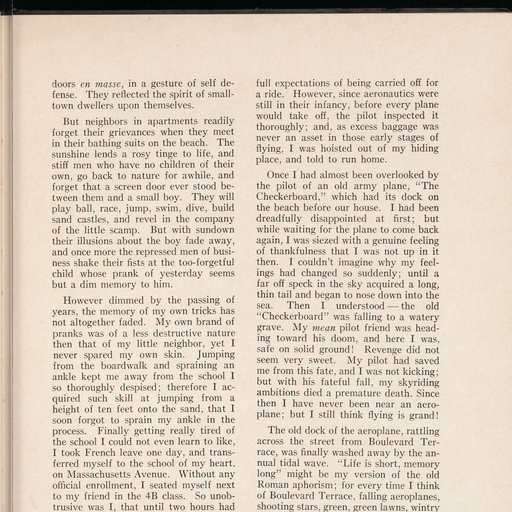 doors en masse, in a gesture of self de-
fense. They reflected the spirit of small-
town dwellers upon themselves.
But neighbors in apartments readily
forget their grievances when they meet
in their bathing suits on the beach. The
sunshine lends a rosy tinge to life, and
stiff men who have no children of their
own, go back to nature for awhile, and
forget that a screen door ever stood be-
tween them and a small boy. They will
play ball, race, jump, swim, dive, build
sand castles, and revel in the company
of the little scamp. But with sundown
their illusions about the boy fade away,
and once more the repressed men of busi-
ness shake their fists at the too-forgetful
child whose prank of yesterday seems
but a dim memory to him.
However dimmed by the passing of
years, the memory of my own tricks has
not altogether faded. My own brand of
pranks was of a less destructive nature
then that of my little neighbor, yet I
never spared my own skin. Jumping
from the boardwalk and spraining an
ankle kept me away from the school I
so thoroughly despised; therefore I ac-
quired such skill at jumping from a
height of ten feet onto the sand, that I
soon forgot to sprain my ankle in the
process. Finally getting really tired of
the school I could not even learn to like,
I took French leave one day, and trans-
ferred myself to the school of my heart,
on Massachusetts Avenue. Without any
official enrollment, I seated myself next
to my friend in the 4B class. So unob-
trusive was I, that until two hours had
full expectations of being carried off for
a ride. However, since aeronautics were
still in their infancy, before every plane
would take off, the pilot inspected it
thoroughly; and, as excess baggage was
never an asset in those early stages of
flying, I was hoisted out of my hiding
place, and told to run home.
Once I had almost been overlooked by
the pilot of an old army plane, "The
Checkerboard," which had its dock on
the beach before our house. I had been
dreadfully disappointed at first; but
while waiting for the plane to come back
again, I was siezed with a genuine feeling
of thankfulness that I was not up in it
then. I couldn't imagine why my feel-
ings had changed so suddenly; until a
far off speck in the sky acquired a long,
thin tail and began to nose down into the
sea. Then I understood — the old
"Checkerboard" was falling to a watery
grave. My mean pilot friend was head-
ing toward his doom, and here I was,
safe on solid ground! Revenge did not
seem very sweet. My pilot had saved
me from this fate, and I was not kicking;
but with his fateful fall, my skyriding
ambitions died a premature death. Since
then I have never been near an aero-
plane; but I still think flying is grand!
The old dock of the aeroplane, rattling
across the street from Boulevard Ter-
race, was finally washed away by the an-
nual tidal wave. "Life is short, memory
long" might be my version of the old
Roman aphorism; for every time I think
of Boulevard Terrace, falling aeroplanes,
shooting stars, green, green lawns, wintry